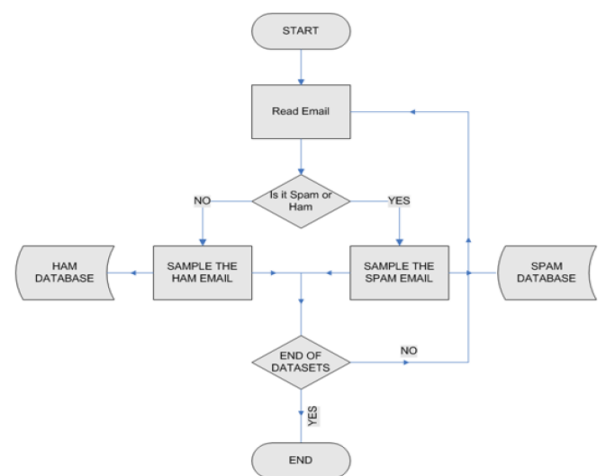 START
Read Email
Is it Spam or
Ham
NO
YES
HAM
DATABASE
SAMPLE THE
HAM EMAIL
SAMPLE THE
SPAM EMAIL
SPAM
DATABASE
END OF
DATASETS
NO
YES
END